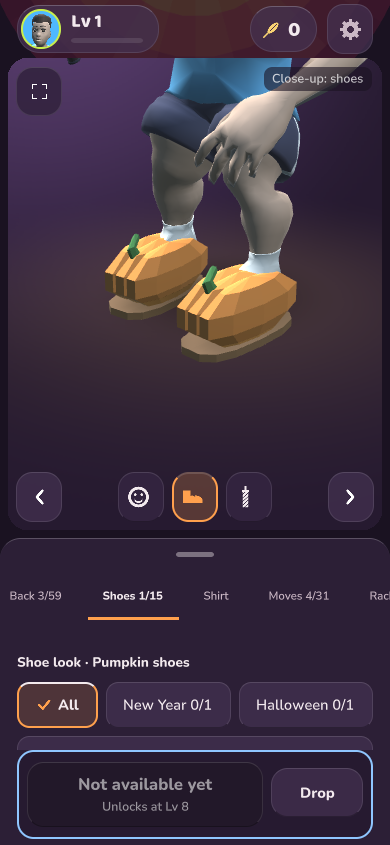 Lv 1
0
Close-up: shoes
Back 3/59
Shoes 1/15
Shirt
Moves 4/31
Shoe look · Pumpkin shoes
All
New Year 0/1
Halloween 0/1
Not available yet
Unlocks at Lv 8
Drop